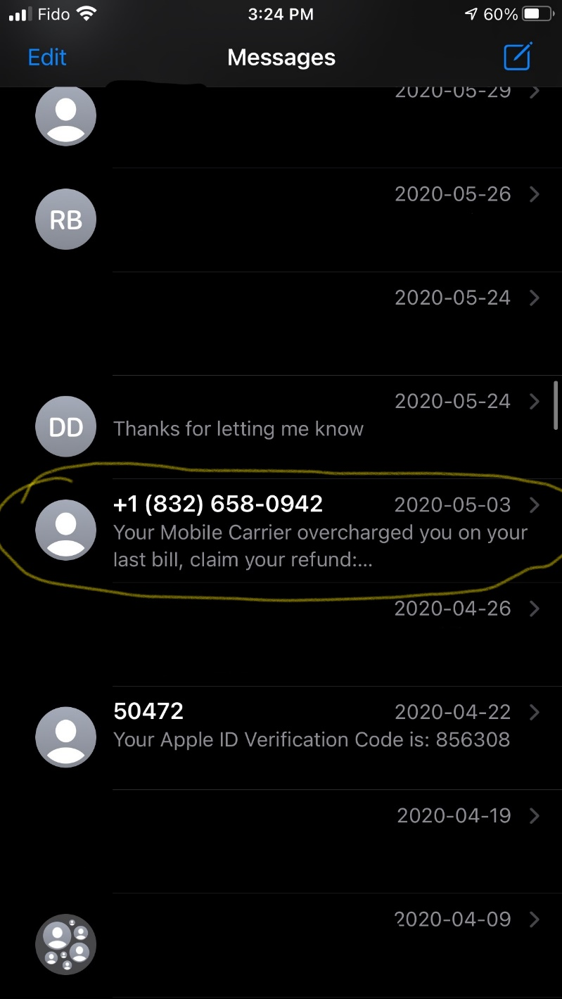 Fido 3:24 PM 60%
Edit Messages
2020-05-29
RB 2020-05-26
2020-05-24
2020-05-24
DD Thanks for letting me know
+1 (832) 658-0942 2020-05-03
Your Mobile Carrier overcharged you on your
last bill, claim your refund:...
2020-04-26
50472 2020-04-22
Your Apple ID Verification Code is: 856308
2020-04-19
2020-04-09